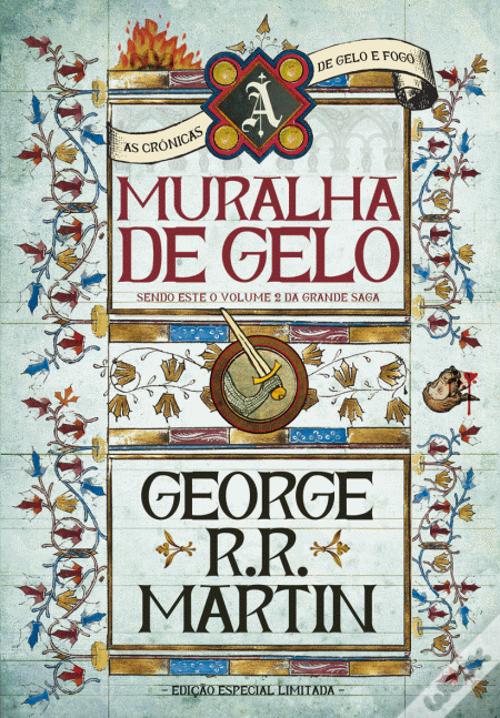 AS CRÓNICAS
DE GELO E FOGO
A
MURALHA
DE GELO
SENDO ESTE O VOLUME 2 DA GRANDE SAGA
GEORGE
R.R.
MARTIN
- EDIÇÃO ESPECIAL LIMITADA -